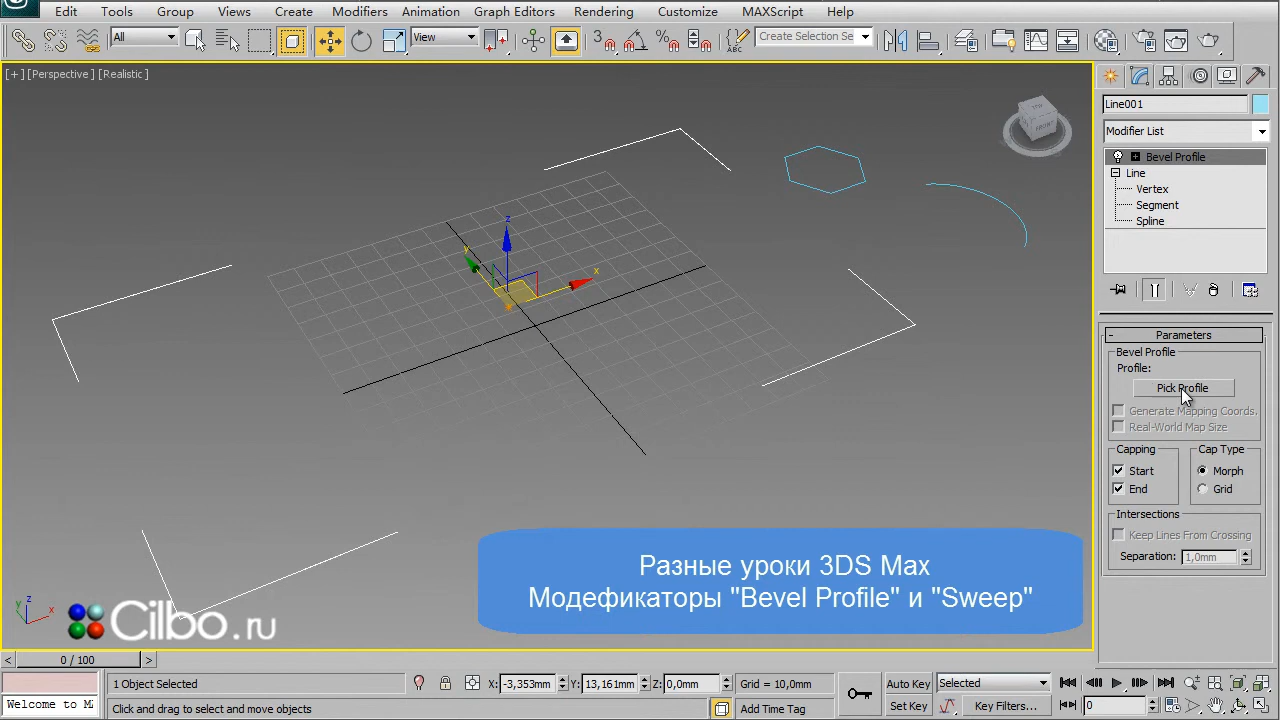 Edit Tools Group Views Create Modifiers Animation Graph Editors Rendering Customize MAXScript Help
All View 3 % ABC Create Selection Se
[+] [Perspective] [Realistic]
TOP
FRONT
Line001
Modifier List
Bevel Profile
Line
Vertex
Segment
Spline
z
y
x
- Parameters
Bevel Profile
Profile:
Pick Profile
Generate Mapping Coords.
Real-World Map Size
Capping
Start
End
Cap Type
Morph
Grid
Intersections
Keep Lines From Crossing
Separation: 1,0mm
Разные уроки 3DS Max
Модефикаторы "Bevel Profile" и "Sweep"
z
y
x
Cilbo.ru
< 0 / 100 >
1 Object Selected X: -3,353mm Y: 13,161mm Z: 0,0mm Grid = 10,0mm Auto Key Selected
Welcome to M Click and drag to select and move objects Add Time Tag Set Key Key Filters... 0